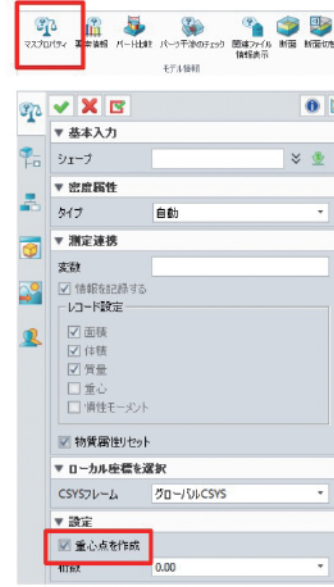 マスプロパティ 要素情報 パート比較 パーツ干渉のチェック 関連ファイル情報表示 断面
モデル情報
▼ 基本入力
シェープ
▼ 密度属性
タイプ 自動
▼ 測定連携
変数
情報を記録する
レコード設定
面積
体積
質量
重心
慣性モーメント
物質属性リセット
▼ ローカル座標を選択
CSYSフレーム グローバルCSYS
▼ 設定
重心点を作成
桁数 0.00